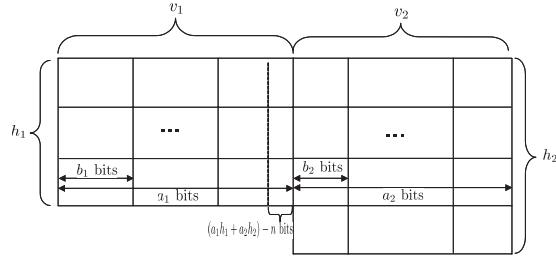 v₁
v₂
h₁
h₂
b₁ bits
b₂ bits
a₁ bits
a₂ bits
(a₁h₁ + a₂h₂) − n bits